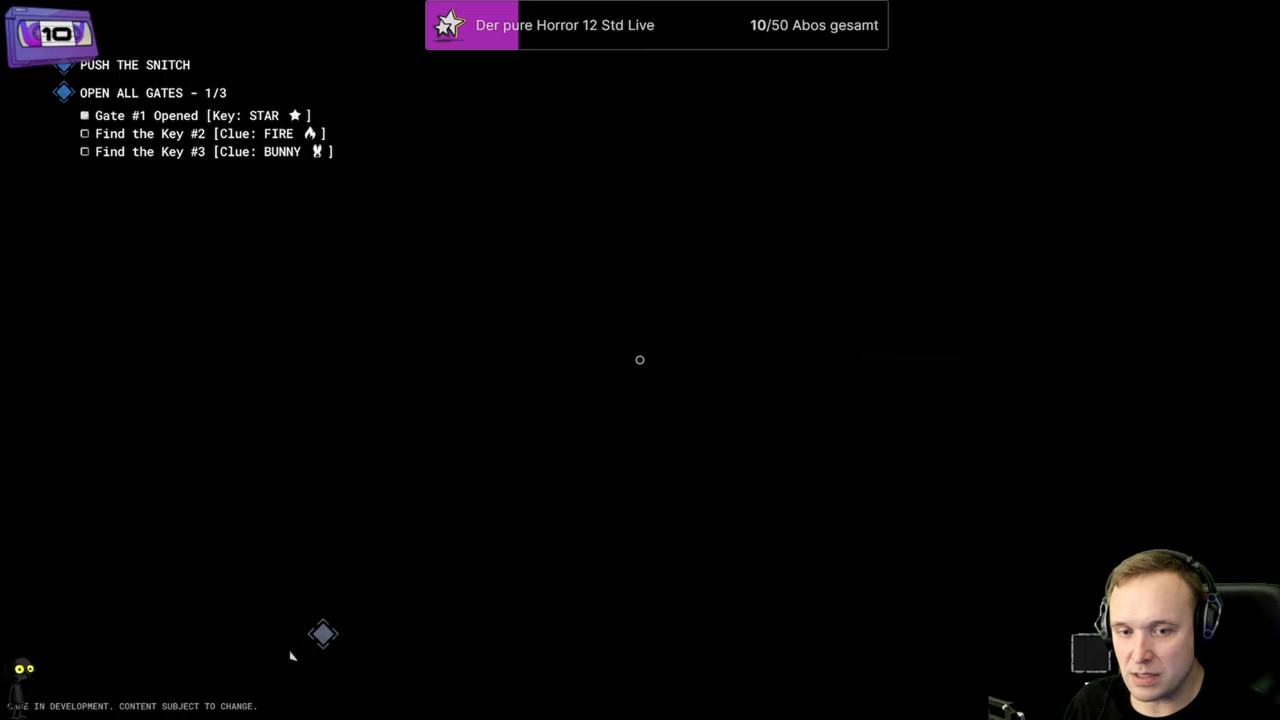 10
Der pure Horror 12 Std Live
10/50 Abos gesamt
PUSH THE SNITCH
OPEN ALL GATES - 1/3
Gate #1 Opened [Key: STAR ]
Find the Key #2 [Clue: FIRE ]
Find the Key #3 [Clue: BUNNY ]
IN DEVELOPMENT. CONTENT SUBJECT TO CHANGE.